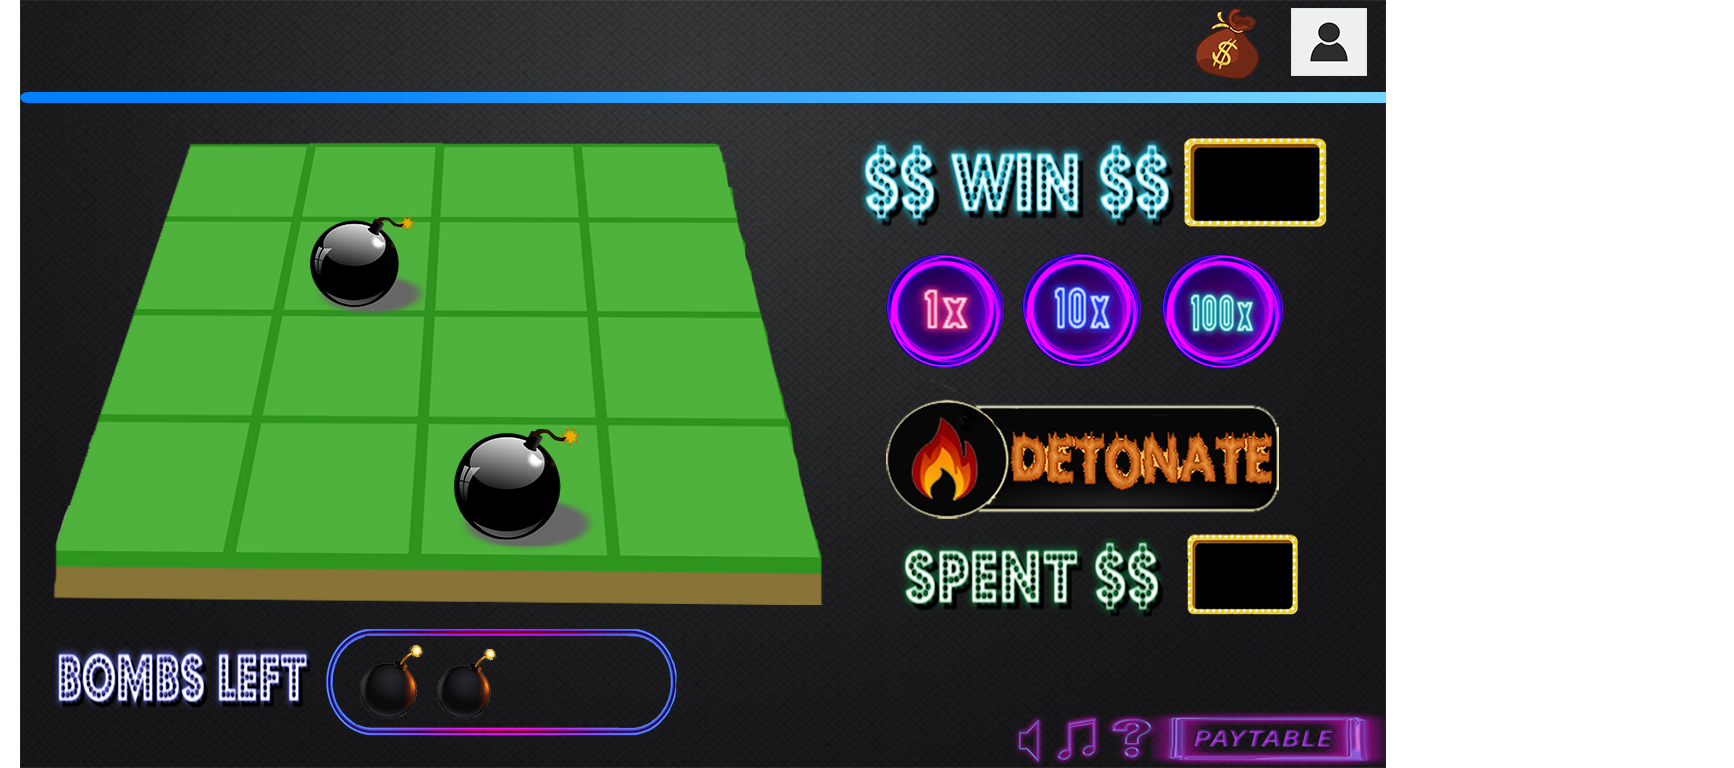 $
$$ WIN $$
1x
10x
100x
DETONATE
SPENT $$
BOMBS LEFT
?
PAYTABLE